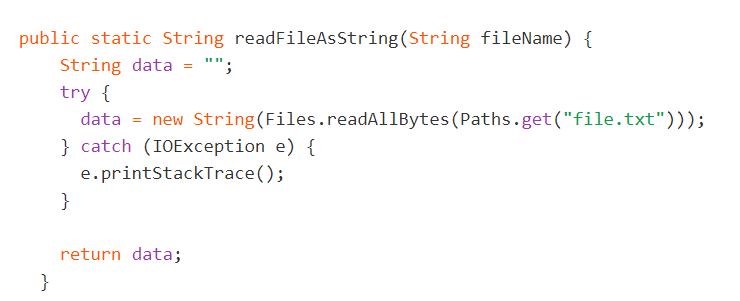 public static String readFileAsString(String fileName) {
    String data = "";
    try {
      data = new String(Files.readAllBytes(Paths.get("file.txt")));
    } catch (IOException e) {
      e.printStackTrace();
    }

    return data;
  }